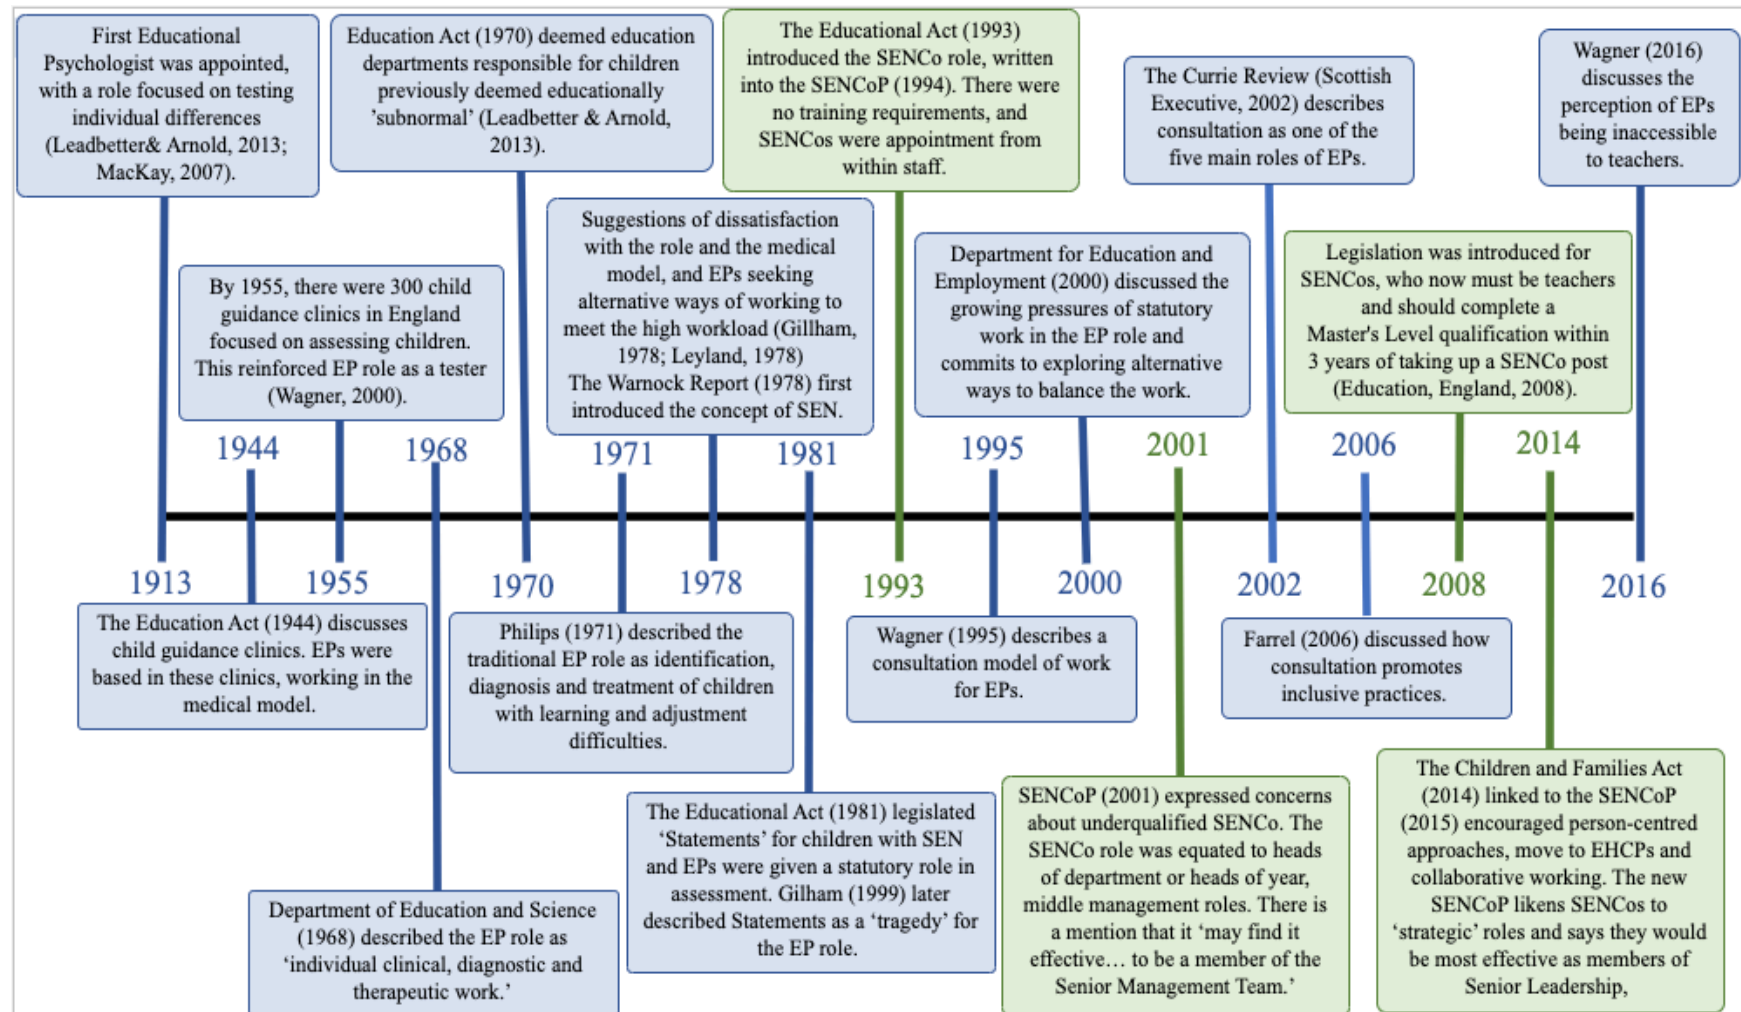 First Educational
Psychologist was appointed,
with a role focused on testing
individual differences
(Leadbetter& Arnold, 2013;
MacKay, 2007).
Education Act (1970) deemed education
departments responsible for children
previously deemed educationally
'subnormal' (Leadbetter & Arnold,
2013).
The Educational Act (1993)
introduced the SENCo role, written
into the SENCoP (1994). There were
no training requirements, and
SENCos were appointment from
within staff.
The Currie Review (Scottish
Executive, 2002) describes
consultation as one of the
five main roles of EPs.
Wagner (2016)
discusses the
perception of EPs
being inaccessible
to teachers.
By 1955, there were 300 child
guidance clinics in England
focused on assessing children.
This reinforced EP role as a tester
(Wagner, 2000).
Suggestions of dissatisfaction
with the role and the medical
model, and EPs seeking
alternative ways of working to
meet the high workload (Gillham,
1978; Leyland, 1978)
The Warnock Report (1978) first
introduced the concept of SEN.
Department for Education and
Employment (2000) discussed the
growing pressures of statutory
work in the EP role and
commits to exploring alternative
ways to balance the work.
Legislation was introduced for
SENCos, who now must be teachers
and should complete a
Master's Level qualification within
3 years of taking up a SENCo post
(Education, England, 2008).
1944
1968
1971
1981
1995
2001
2006
2014
1913
1955
1970
1978
1993
2000
2002
2008
2016
The Education Act (1944) discusses
child guidance clinics. EPs were
based in these clinics, working in the
medical model.
Philips (1971) described the
traditional EP role as identification,
diagnosis and treatment of children
with learning and adjustment
difficulties.
Wagner (1995) describes a
consultation model of work
for EPs.
Farrel (2006) discussed how
consultation promotes
inclusive practices.
Department of Education and Science
(1968) described the EP role as
‘individual clinical, diagnostic and
therapeutic work.’
The Educational Act (1981) legislated
‘Statements’ for children with SEN
and EPs were given a statutory role in
assessment. Gilham (1999) later
described Statements as a ‘tragedy’ for
the EP role.
SENCoP (2001) expressed concerns
about underqualified SENCo. The
SENCo role was equated to heads
of department or heads of year,
middle management roles. There is
a mention that it ‘may find it
effective… to be a member of the
Senior Management Team.’
The Children and Families Act
(2014) linked to the SENCoP
(2015) encouraged person-centred
approaches, move to EHCPs and
collaborative working. The new
SENCoP likens SENCos to
‘strategic’ roles and says they would
be most effective as members of
Senior Leadership,